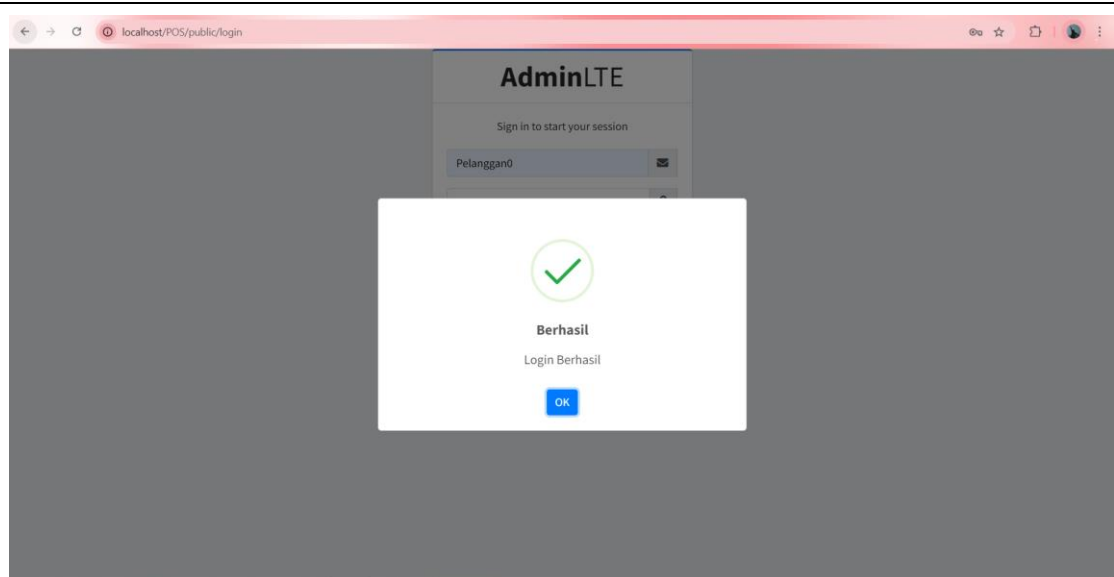 localhost/POS/public/login
AdminLTE
Sign in to start your session
Pelanggan0
Berhasil
Login Berhasil
OK